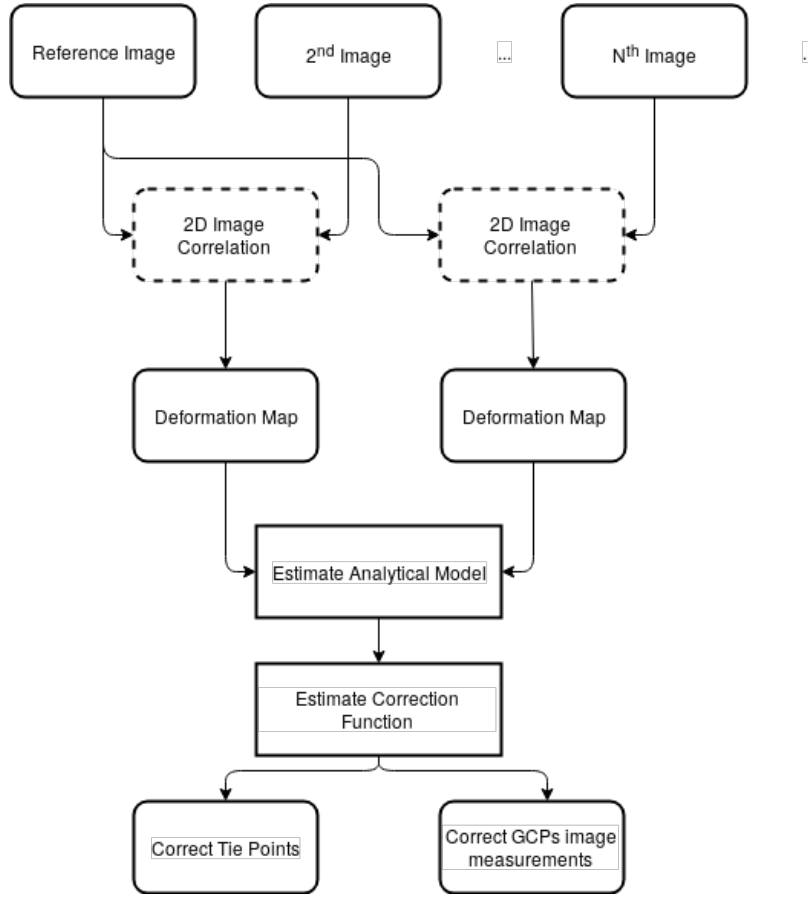 Reference Image
2nd Image
...
Nth Image
2D Image
Correlation
2D Image
Correlation
Deformation Map
Deformation Map
Estimate Analytical Model
Estimate Correction
Function
Correct Tie Points
Correct GCPs image
measurements